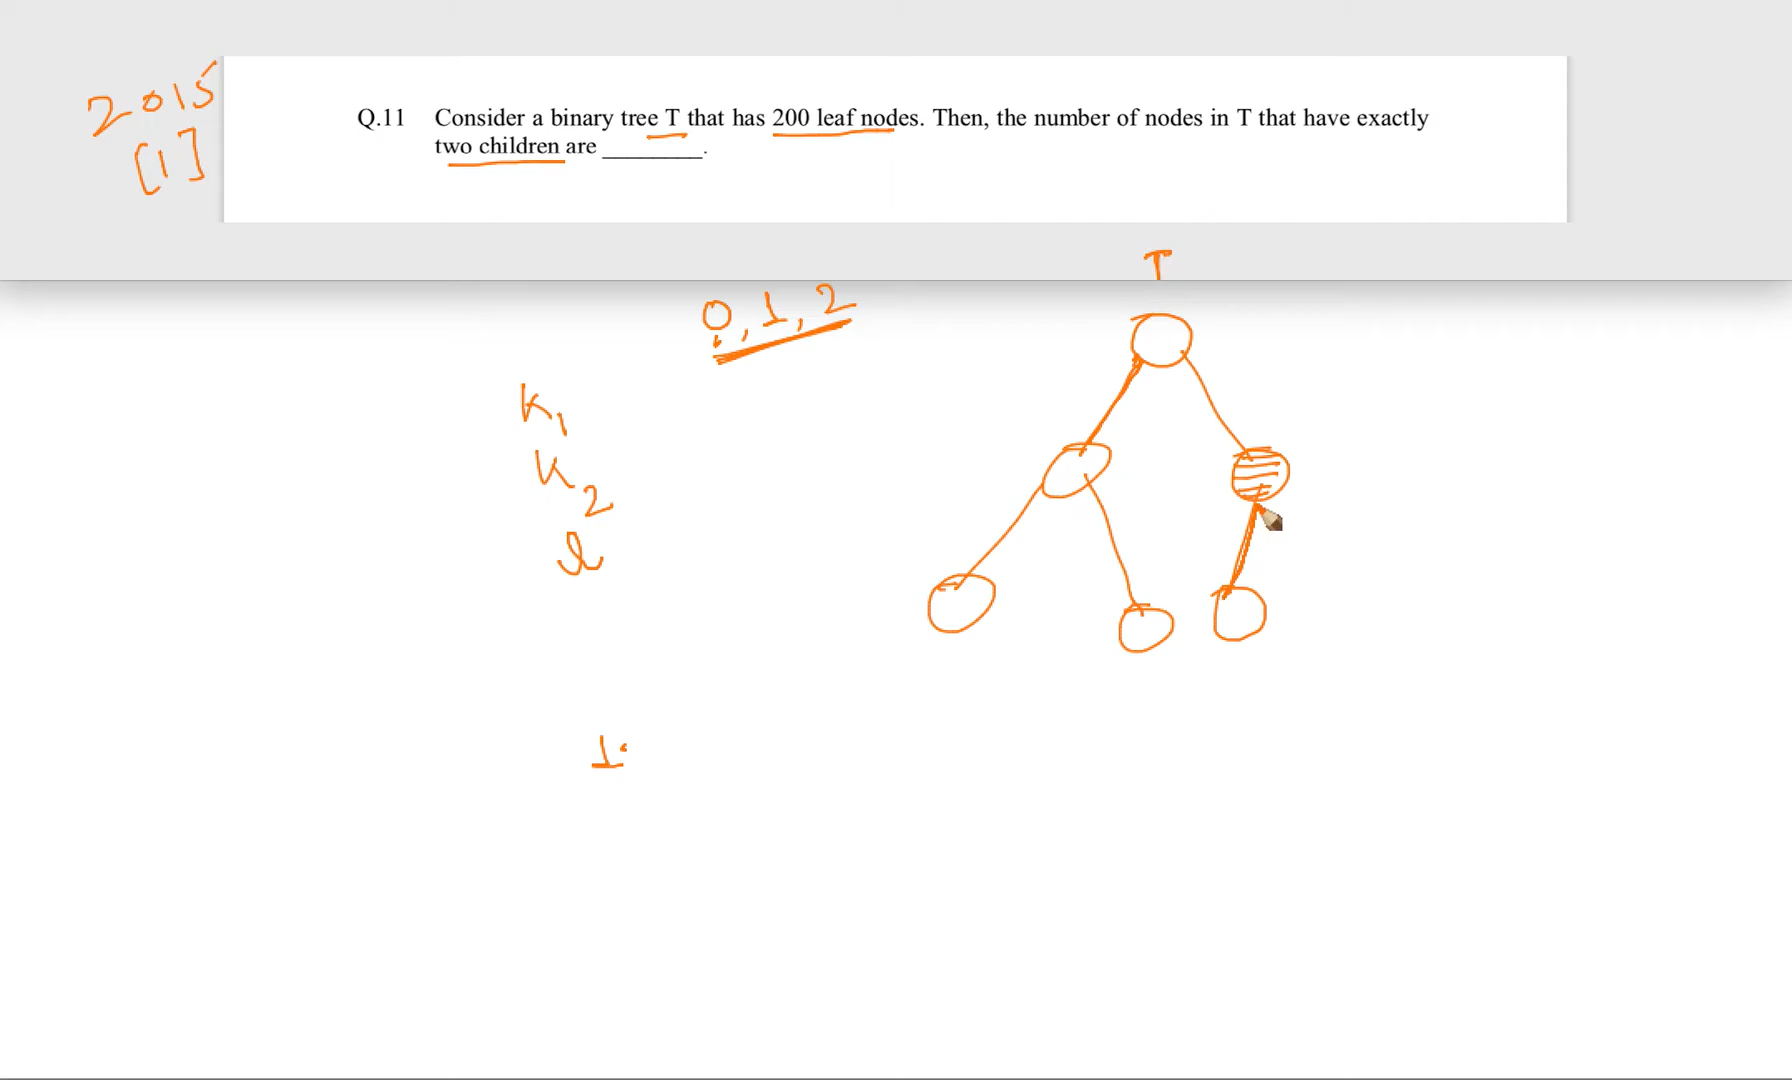 2015
[1]
Q.11 Consider a binary tree T that has 200 leaf nodes. Then, the number of nodes in T that have exactly
two children are ________.
T
0, 1, 2
K1
K2
l
1.